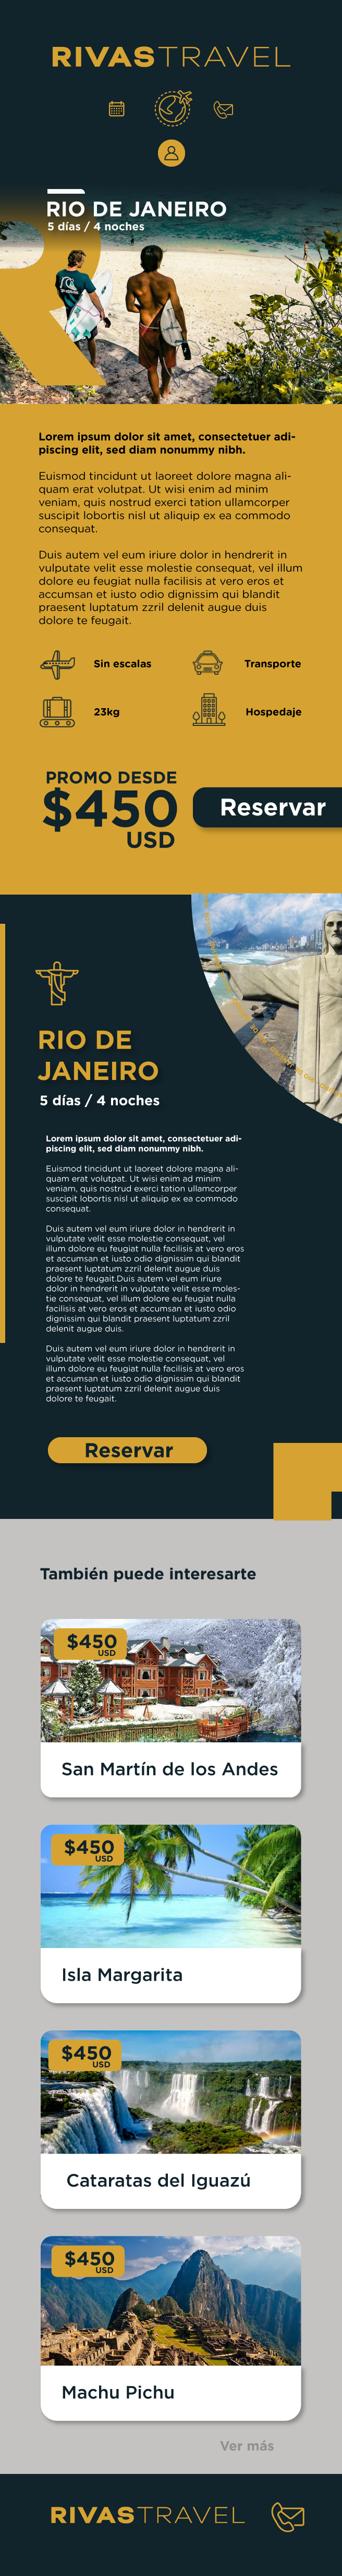 RIVASTRAVEL
RIO DE JANEIRO
5 días / 4 noches
Lorem ipsum dolor sit amet, consectetuer adi-
piscing elit, sed diam nonummy nibh.
Euismod tincidunt ut laoreet dolore magna ali-
quam erat volutpat. Ut wisi enim ad minim
veniam, quis nostrud exerci tation ullamcorper
suscipit lobortis nisl ut aliquip ex ea commodo
consequat.
Duis autem vel eum iriure dolor in hendrerit in
vulputate velit esse molestie consequat, vel illum
dolore eu feugiat nulla facilisis at vero eros et
accumsan et iusto odio dignissim qui blandit
praesent luptatum zzril delenit augue duis
dolore te feugait.
Sin escalas
Transporte
23kg
Hospedaje
PROMO DESDE
$450
USD
Reservar
RIO DE
JANEIRO
5 días / 4 noches
Lorem ipsum dolor sit amet, consectetuer adi-
piscing elit, sed diam nonummy nibh.
Euismod tincidunt ut laoreet dolore magna ali-
quam erat volutpat. Ut wisi enim ad minim
veniam, quis nostrud exerci tation ullamcorper
suscipit lobortis nisl ut aliquip ex ea commodo
consequat.
Duis autem vel eum iriure dolor in hendrerit in
vulputate velit esse molestie consequat, vel
illum dolore eu feugiat nulla facilisis at vero eros
et accumsan et iusto odio dignissim qui blandit
praesent luptatum zzril delenit augue duis
dolore te feugait.Duis autem vel eum iriure
dolor in hendrerit in vulputate velit esse moles-
tie consequat, vel illum dolore eu feugiat nulla
facilisis at vero eros et accumsan et iusto odio
dignissim qui blandit praesent luptatum zzril
delenit augue duis.
Duis autem vel eum iriure dolor in hendrerit in
vulputate velit esse molestie consequat, vel
illum dolore eu feugiat nulla facilisis at vero eros
et accumsan et iusto odio dignissim qui blandit
praesent luptatum zzril delenit augue duis
dolore te feugait.
Reservar
También puede interesarte
$450
USD
San Martín de los Andes
$450
USD
Isla Margarita
$450
USD
Cataratas del Iguazú
$450
USD
Machu Pichu
Ver más
RIVASTRAVEL